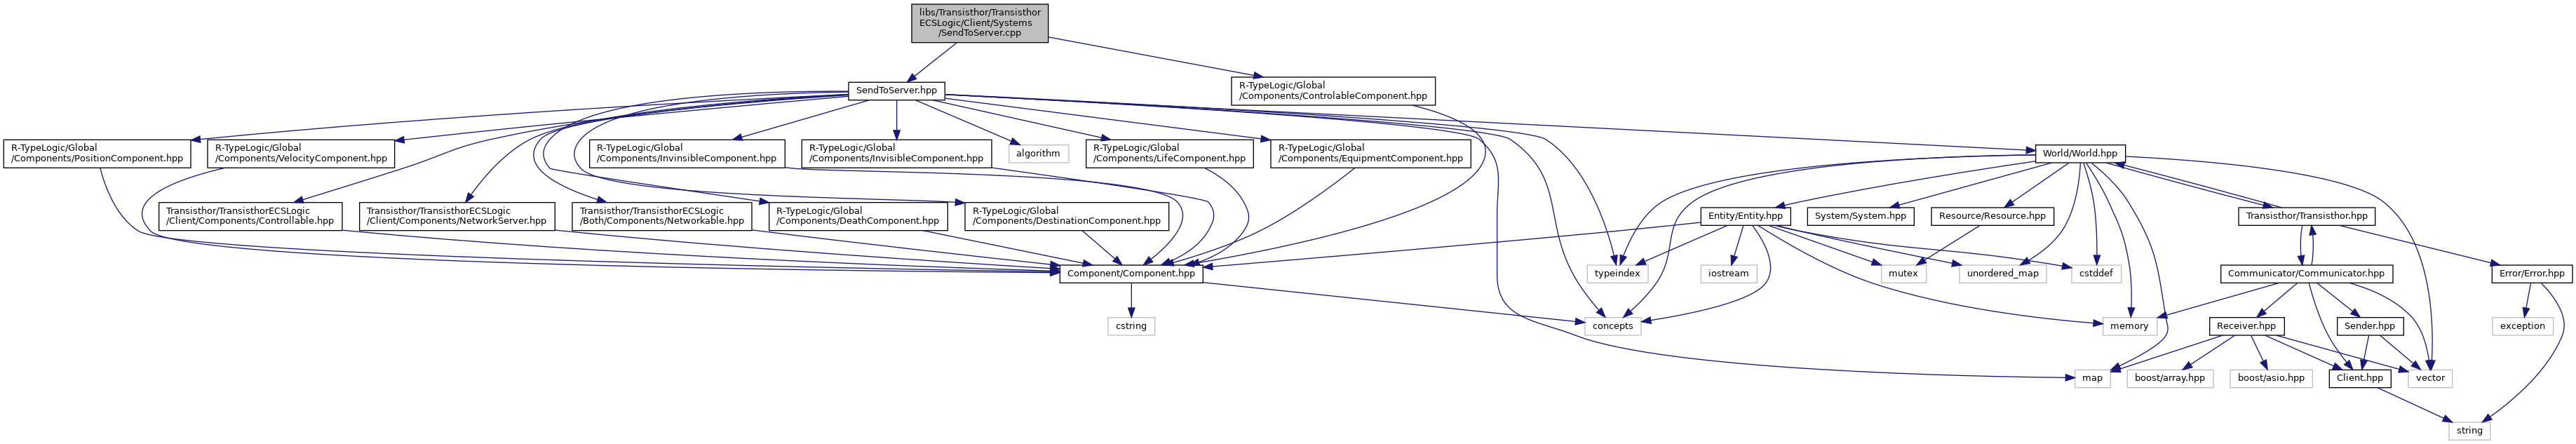 libs/Transisthor/Transisthor
ECSLogic/Client/Systems
/SendToServer.cpp
SendToServer.hpp
R-TypeLogic/Global
/Components/ControlableComponent.hpp
R-TypeLogic/Global
/Components/PositionComponent.hpp
R-TypeLogic/Global
/Components/VelocityComponent.hpp
R-TypeLogic/Global
/Components/InvinsibleComponent.hpp
R-TypeLogic/Global
/Components/InvisibleComponent.hpp
algorithm
R-TypeLogic/Global
/Components/LifeComponent.hpp
R-TypeLogic/Global
/Components/EquipmentComponent.hpp
World/World.hpp
Transisthor/TransisthorECSLogic
/Client/Components/Controllable.hpp
Transisthor/TransisthorECSLogic
/Client/Components/NetworkServer.hpp
Transisthor/TransisthorECSLogic
/Both/Components/Networkable.hpp
R-TypeLogic/Global
/Components/DeathComponent.hpp
R-TypeLogic/Global
/Components/DestinationComponent.hpp
Entity/Entity.hpp
System/System.hpp
Resource/Resource.hpp
Transisthor/Transisthor.hpp
Component/Component.hpp
typeindex
iostream
mutex
unordered_map
cstddef
Communicator/Communicator.hpp
Error/Error.hpp
cstring
concepts
memory
Receiver.hpp
Sender.hpp
exception
map
boost/array.hpp
boost/asio.hpp
Client.hpp
vector
string